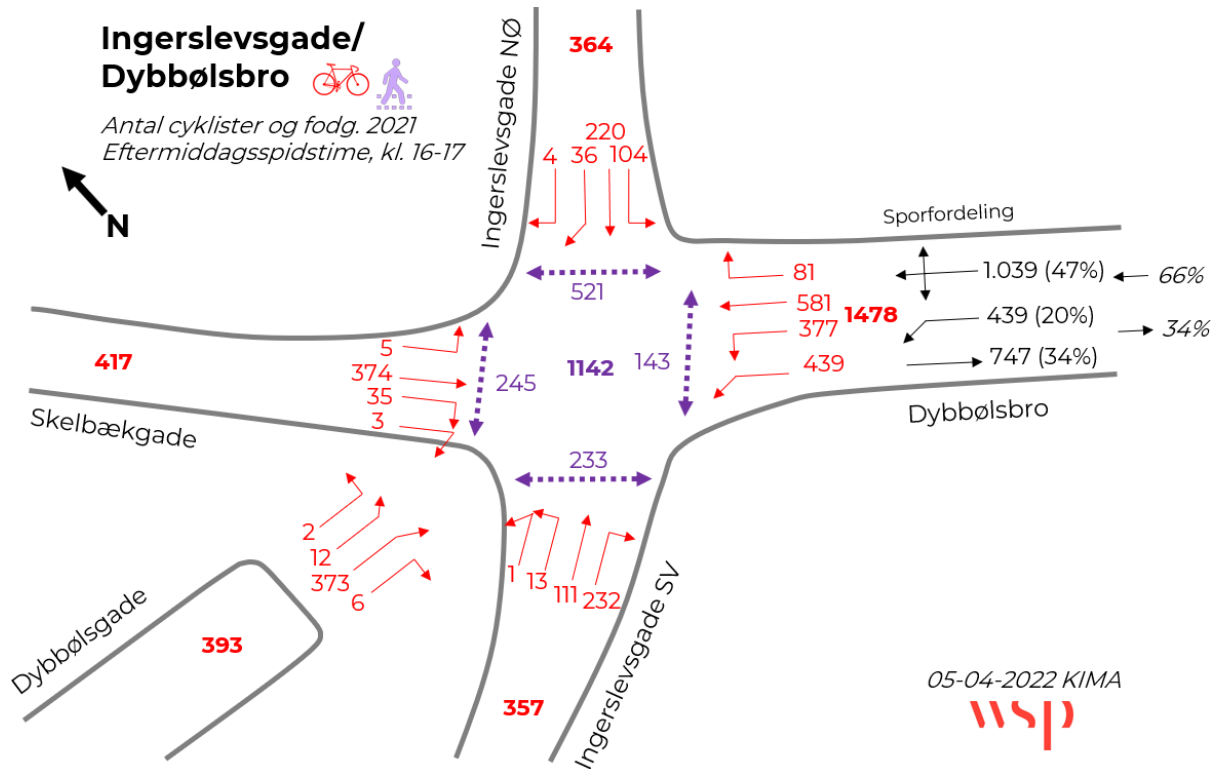 Ingerslevsgade/
Dybbølsbro
Antal cyklister og fodg. 2021
Eftermiddagsspidstime, kl. 16-17
N
Ingerslevsgade NØ
364
220
4 36 104
521
Sporfordeling
81
1.039 (47%)
66%
581
1478
439 (20%)
377
34%
439
747 (34%)
Dybbølsbro
143
1142
245
417
5
374
35
3
Skelbækgade
233
2
12
373
6
1 13 111 232
Dybbølsgade
393
357
Ingerslevsgade SV
05-04-2022 KIMA
wsp